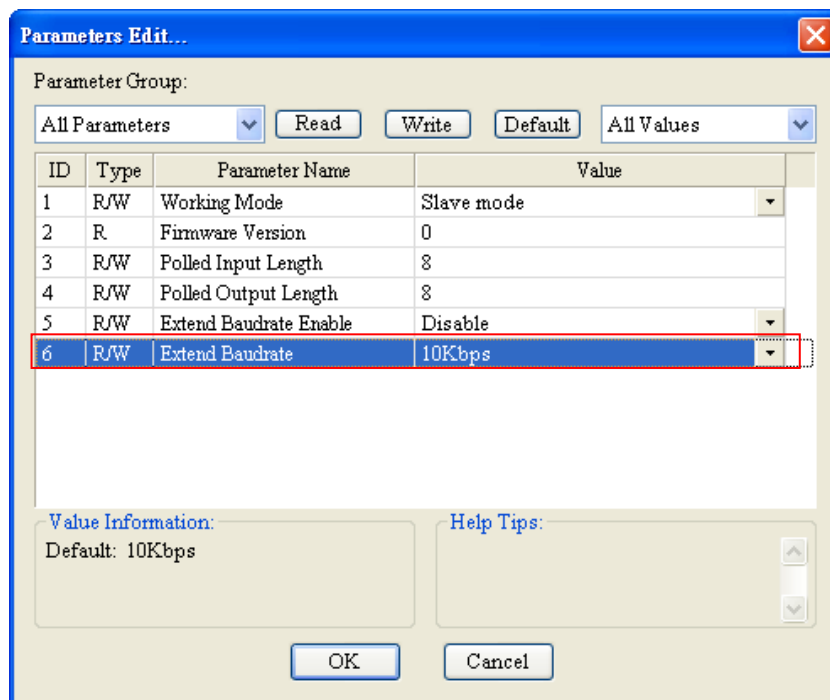 Parameters Edit...
Parameter Group:
All Parameters Read Write Default All Values
ID Type Parameter Name Value
1 R/W Working Mode Slave mode
2 R Firmware Version 0
3 R/W Polled Input Length 8
4 R/W Polled Output Length 8
5 R/W Extend Baudrate Enable Disable
6 R/W Extend Baudrate 10Kbps
Value Information: Help Tips:
Default: 10Kbps
OK Cancel